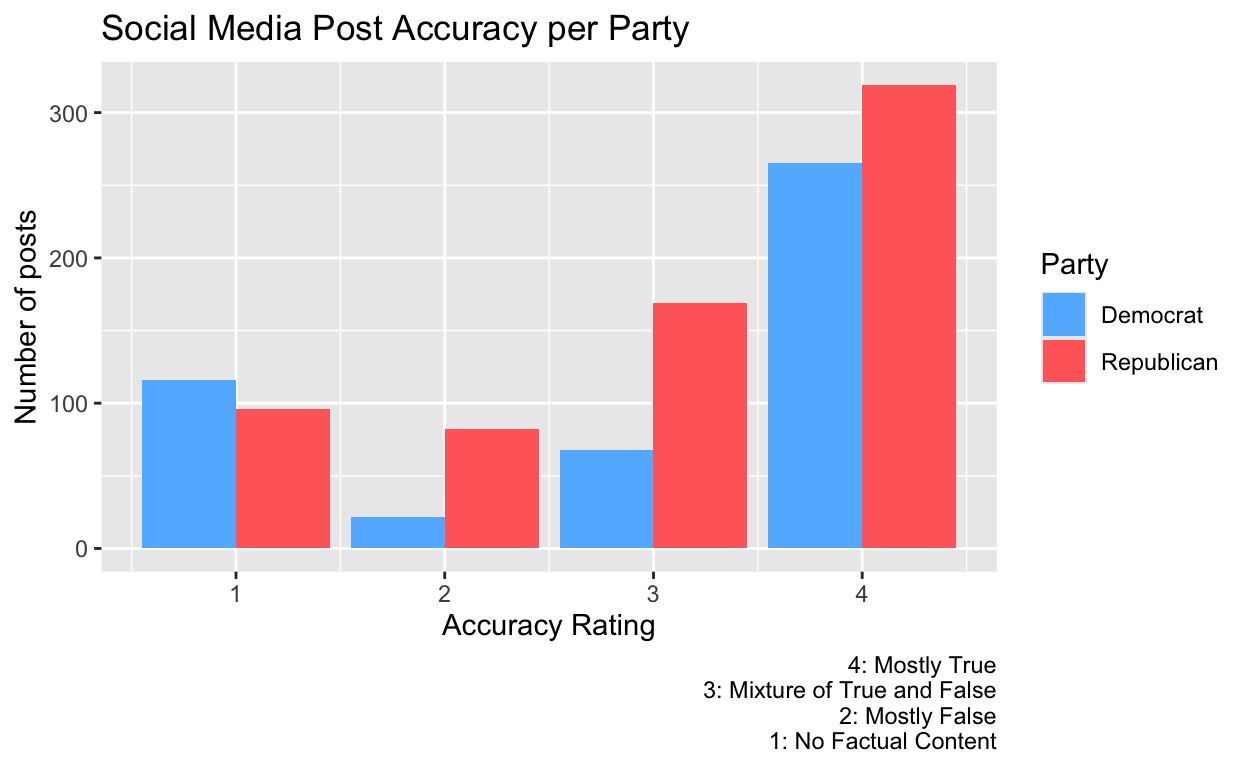 Social Media Post Accuracy per Party
Number of posts
300
200
100
0
1 2 3 4
Accuracy Rating
Party
Democrat
Republican
4: Mostly True
3: Mixture of True and False
2: Mostly False
1: No Factual Content